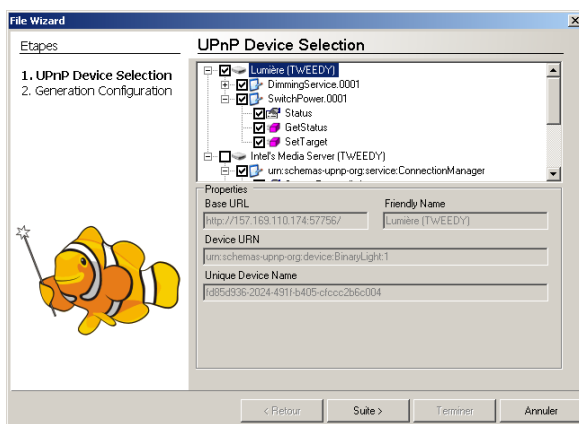 File Wizard
Etapes
1. UPnP Device Selection
2. Generation Configuration
UPnP Device Selection
Lumière (TWEEDY)
DimmingService.0001
SwitchPower.0001
Status
GetStatus
SetTarget
Intel's Media Server (TWEEDY)
urn:schemas-upnp-org:service:ConnectionManager
Properties
Base URL
Friendly Name
http://157.169.110.174:57756/
Lumière (TWEEDY)
Device URN
urn:schemas-upnp-org:device:BinaryLight:1
Unique Device Name
fd85d936-2024-491f-b405-cfccc2b6c004
< Retour
Suite >
Terminer
Annuler